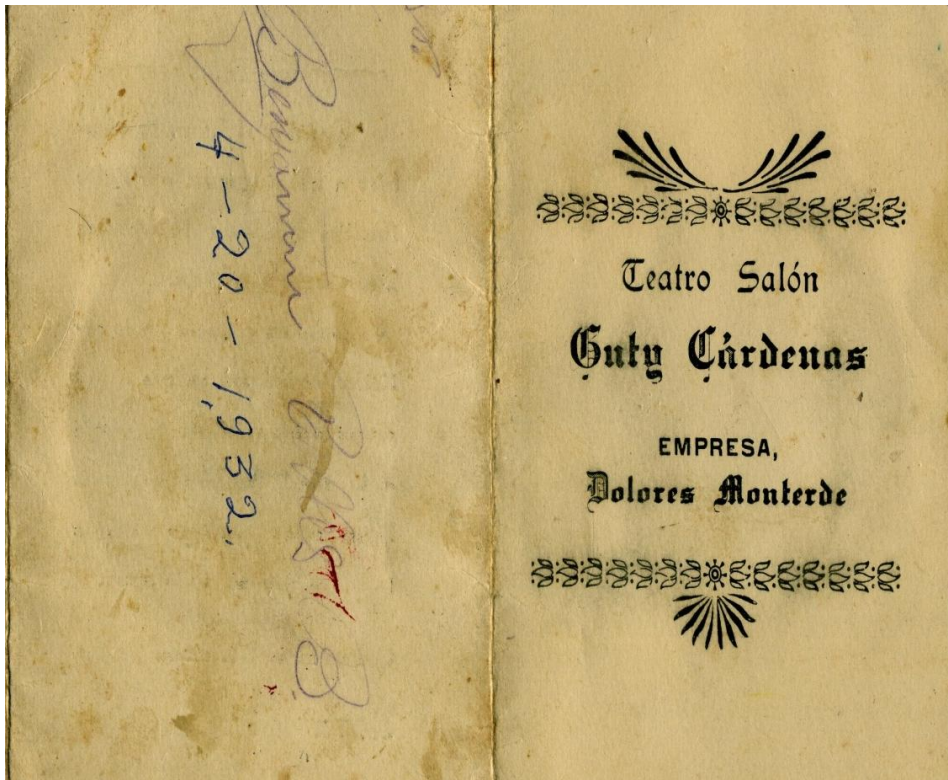 4-20-1932.
Teatro Salón
Guty Cárdenas
EMPRESA,
Dolores Monterde